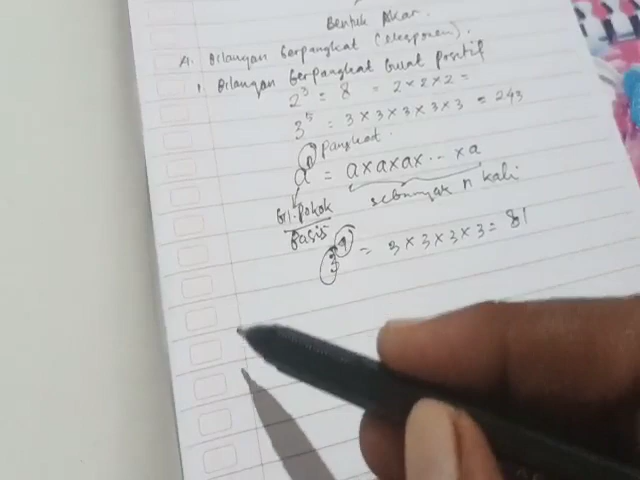 Bentuk Akar.
A. Bilangan berpangkat (eksponen).
1. Bilangan berpangkat bulat positif
2³ = 8 = 2 × 2 × 2 =
3⁵ = 3 × 3 × 3 × 3 × 3 = 243
Pangkat.
aⁿ = a × a × a × ... × a
sebanyak n kali
Bil. Pokok
Basis
3⁴ = 3 × 3 × 3 × 3 = 81